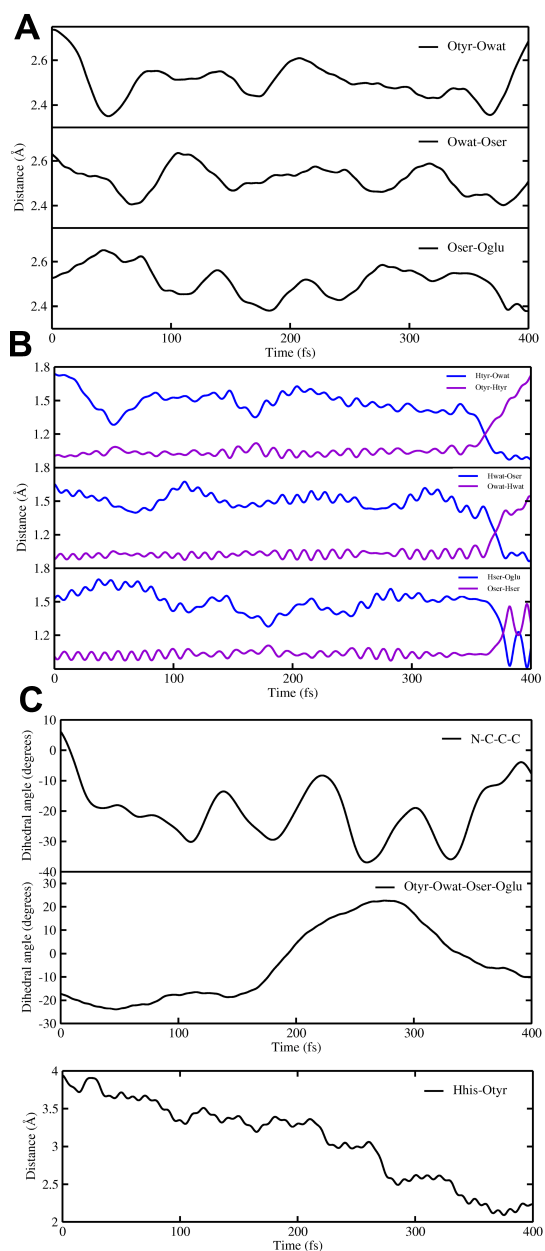 A
Otyr-Owat
2.6
2.4
Owat-Oser
2.6
2.4
Oser-Oglu
2.6
2.4
Distance (Å)
0 100 200 300 400
Time (fs)
B
1.8
Htyr-Owat
Otyr-Htyr
1.5
1.2
1.8
Hwat-Oser
Owat-Hwat
1.5
1.2
1.8
Hser-Oglu
Oser-Hser
1.5
1.2
Distance (Å)
0 100 200 300 400
Time (fs)
C
10
N-C-C-C
0
-10
-20
-30
-40
Dihedral angle (degrees)
30
Otyr-Owat-Oser-Oglu
20
10
0
-10
-20
-30
Dihedral angle (degrees)
0 100 200 300 400
Time (fs)
4
Hhis-Otyr
3.5
3
2.5
2
Distance (Å)
0 100 200 300 400
Time (fs)